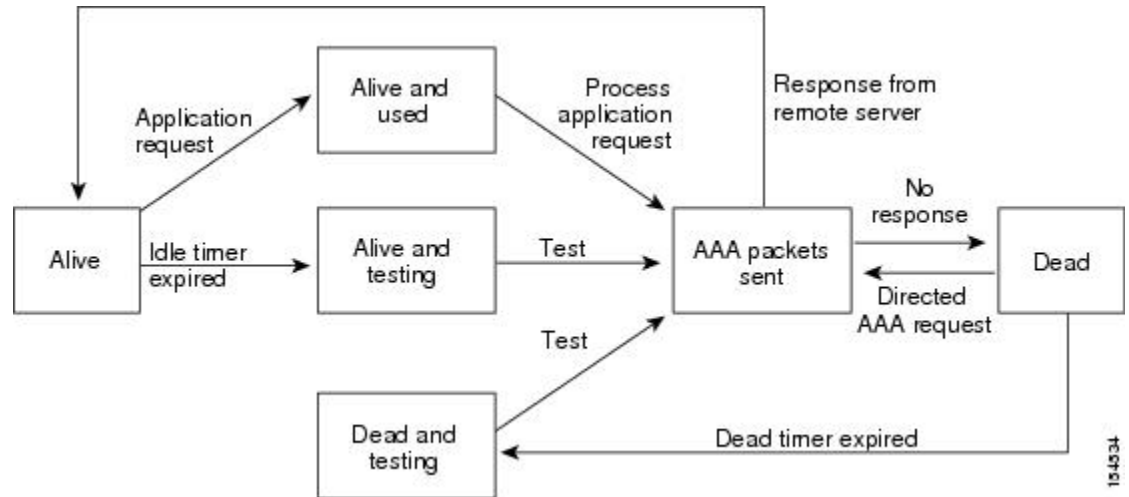 Alive and
used
Process
application
request
Response from
remote server
Application
request
No
response
Alive
Idle timer
expired
Alive and
testing
Test
AAA packets
sent
Dead
Directed
AAA request
Test
Dead and
testing
Dead timer expired
154534